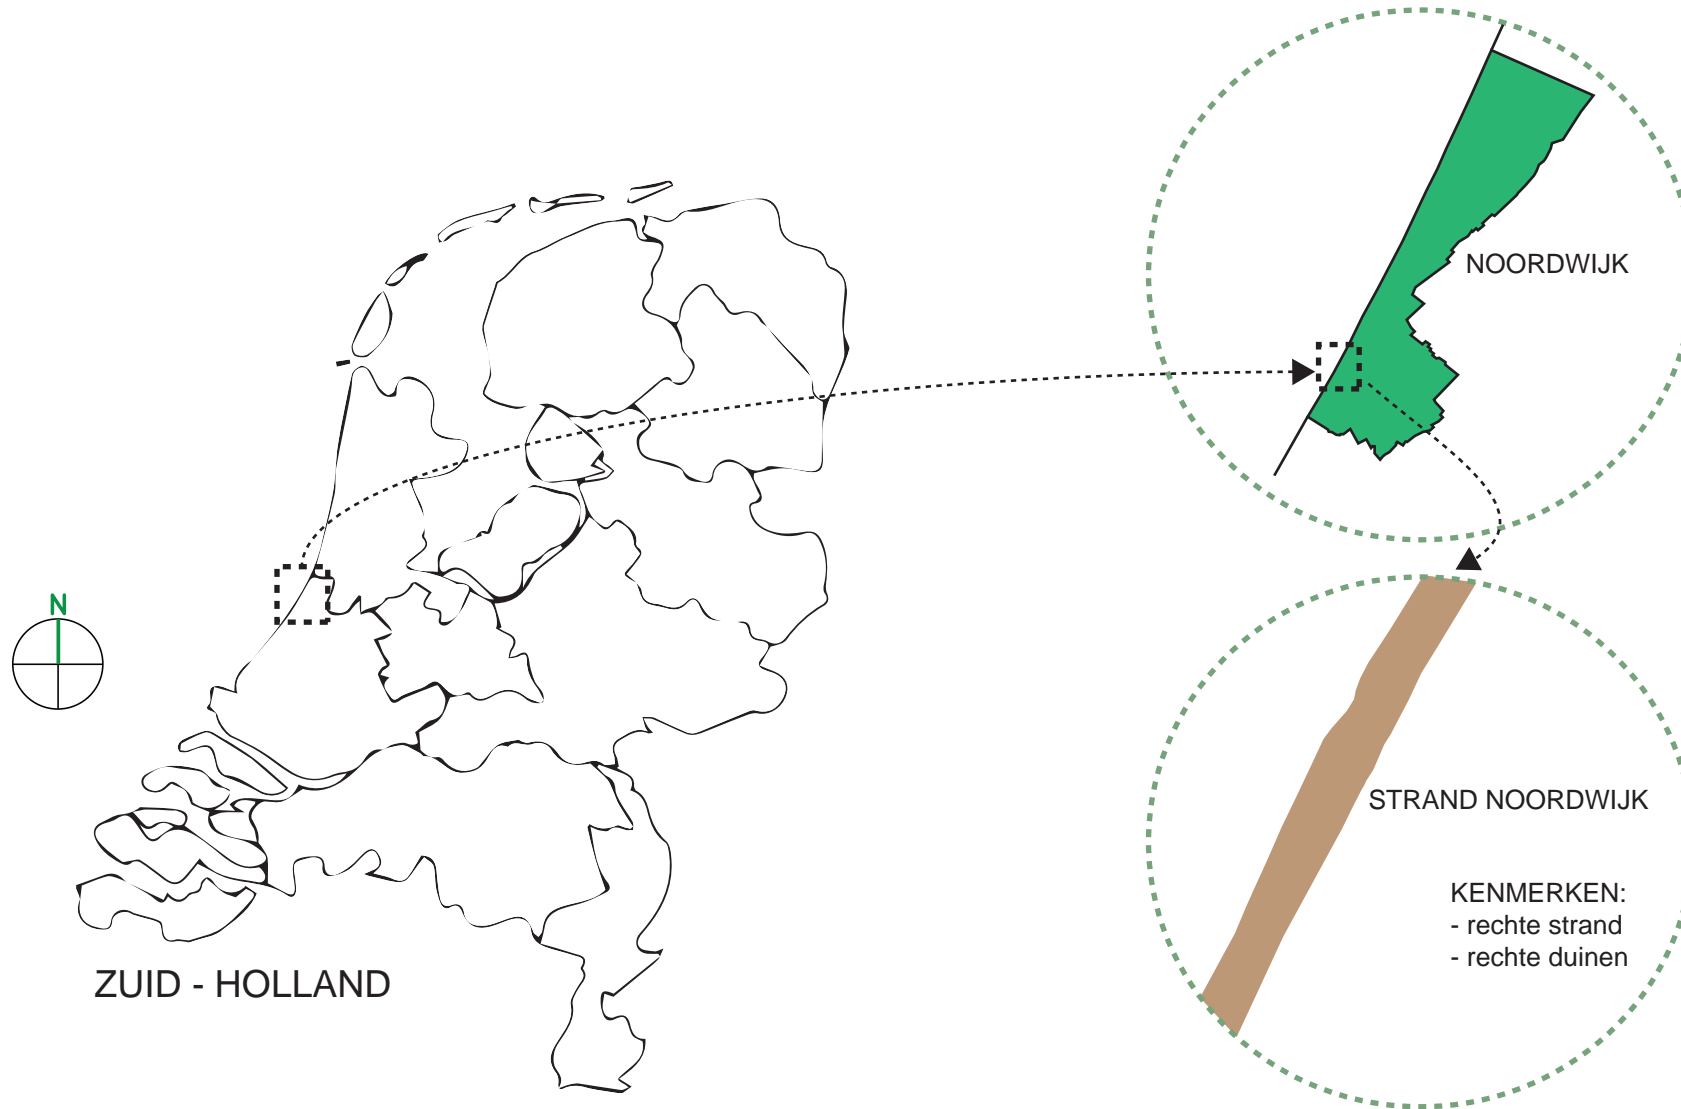 N
ZUID - HOLLAND
NOORDWIJK
STRAND NOORDWIJK
KENMERKEN:
- rechte strand
- rechte duinen